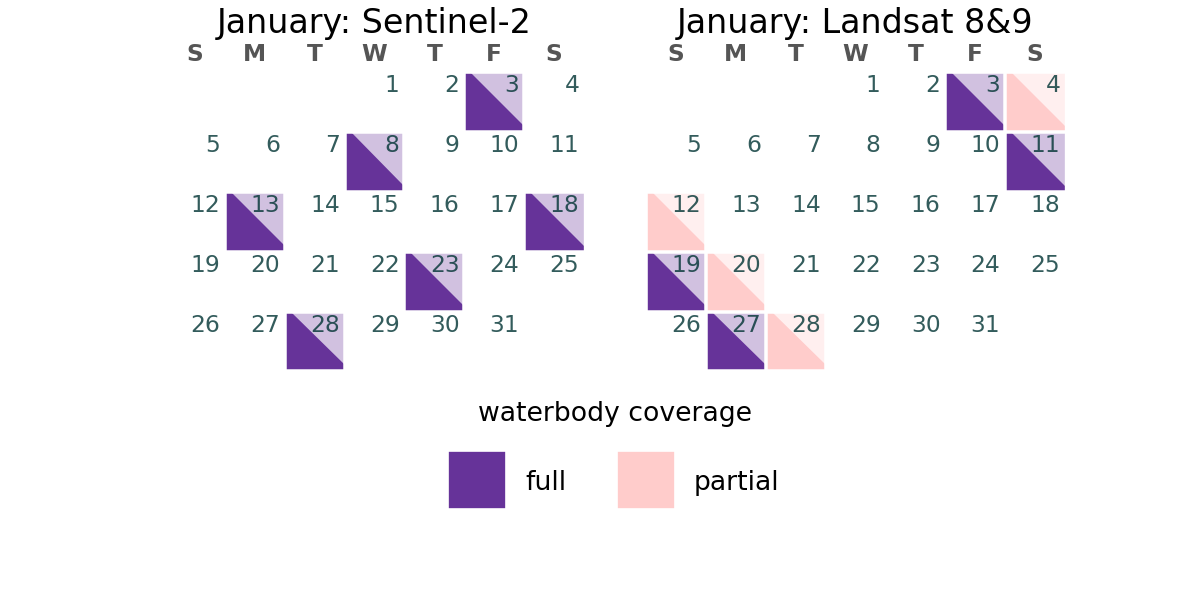 January: Sentinel-2
S M T W T F S
1 2 3 4
5 6 7 8 9 10 11
12 13 14 15 16 17 18
19 20 21 22 23 24 25
26 27 28 29 30 31
January: Landsat 8&9
S M T W T F S
1 2 3 4
5 6 7 8 9 10 11
12 13 14 15 16 17 18
19 20 21 22 23 24 25
26 27 28 29 30 31
waterbody coverage
full partial